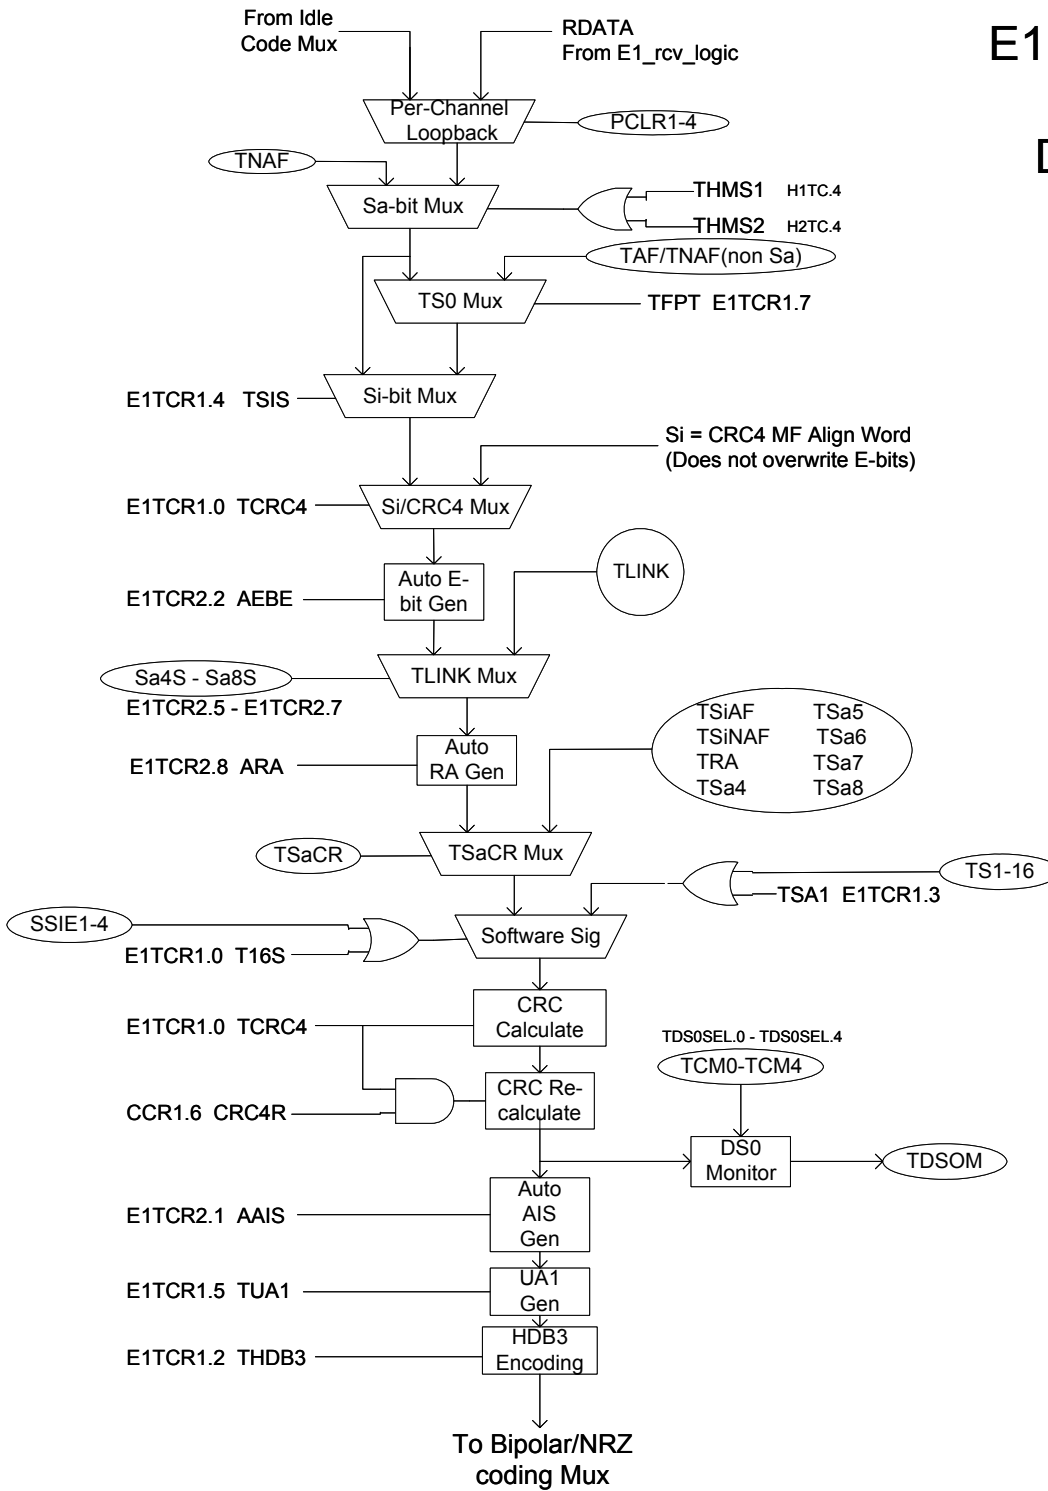 From Idle
Code Mux
RDATA
From E1_rcv_logic
E1
D
Per-Channel
Loopback
PCLR1-4
TNAF
Sa-bit Mux
THMS1 H1TC.4
THMS2 H2TC.4
TAF/TNAF(non Sa)
TS0 Mux
TFPT E1TCR1.7
E1TCR1.4 TSIS
Si-bit Mux
Si = CRC4 MF Align Word
(Does not overwrite E-bits)
E1TCR1.0 TCRC4
Si/CRC4 Mux
Auto E-
bit Gen
TLINK
E1TCR2.2 AEBE
Sa4S - Sa8S
TLINK Mux
E1TCR2.5 - E1TCR2.7
TSiAF TSa5
TSiNAF TSa6
TRA TSa7
TSa4 TSa8
Auto
RA Gen
E1TCR2.8 ARA
TSaCR
TSaCR Mux
TS1-16
TSA1 E1TCR1.3
SSIE1-4
Software Sig
E1TCR1.0 T16S
CRC
Calculate
E1TCR1.0 TCRC4
TDS0SEL.0 - TDS0SEL.4
TCM0-TCM4
CRC Re-
calculate
CCR1.6 CRC4R
DS0
Monitor
TDSOM
Auto
AIS
Gen
E1TCR2.1 AAIS
UA1
Gen
E1TCR1.5 TUA1
HDB3
Encoding
E1TCR1.2 THDB3
To Bipolar/NRZ
coding Mux